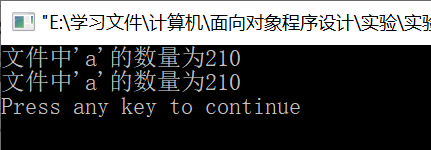 "E:\学习文件\计算机\面向对象程序设计\实验\实验
文件中'a'的数量为210
文件中'a'的数量为210
Press any key to continue